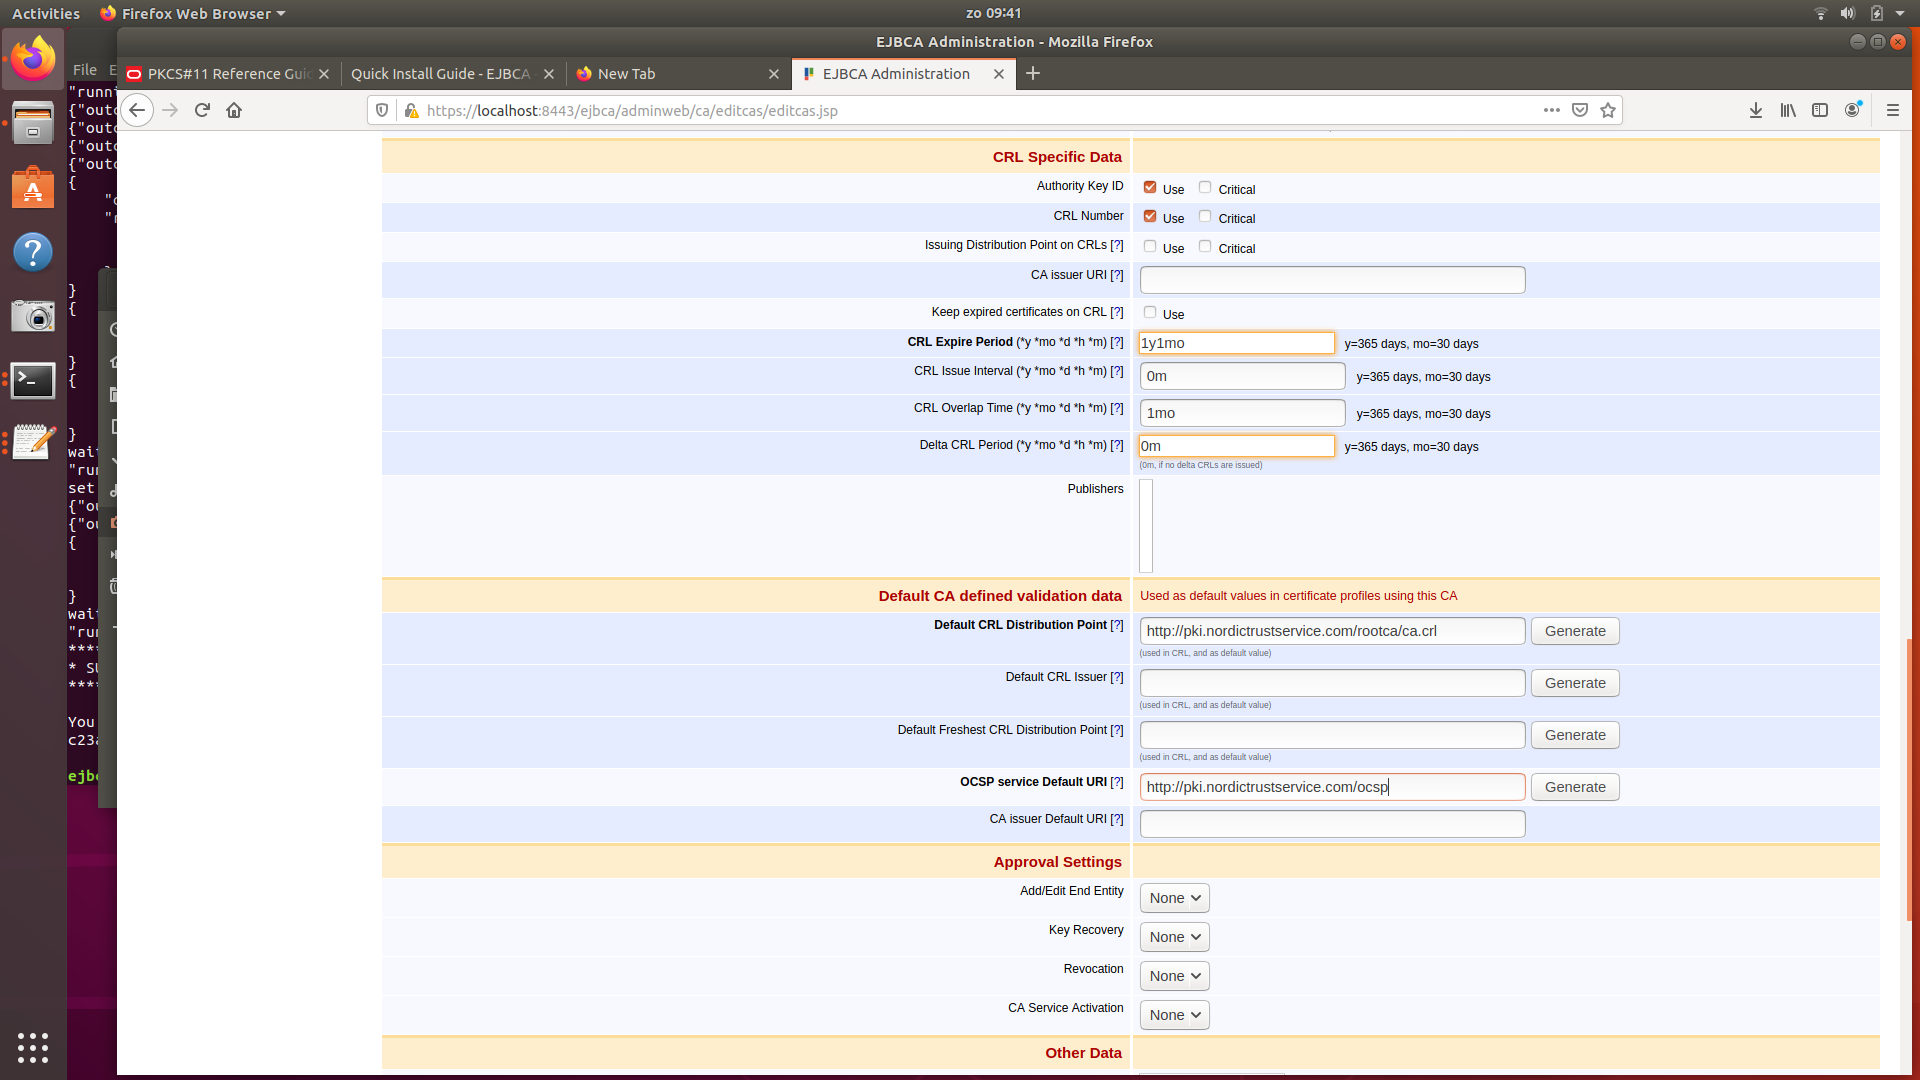 Activities Firefox Web Browser zo 09:41
EJBCA Administration - Mozilla Firefox
File E
PKCS#11 Reference Gui Quick Install Guide - EJBCA New Tab EJBCA Administration
https://localhost:8443/ejbca/adminweb/ca/editcas/editcas.jsp
"runn
{"outc
{"outc
{"outc
{"outc
{
}
{
}
{
}
wai
"ru
set
{"ou
{"ou
{
}
wai
"ru
****
* S
****
You
c23
ejb
CRL Specific Data
Authority Key ID Use Critical
CRL Number Use Critical
Issuing Distribution Point on CRLs [?] Use Critical
CA issuer URI [?]
Keep expired certificates on CRL [?] Use
CRL Expire Period (*y *mo *d *h *m) [?] 1y1mo y=365 days, mo=30 days
CRL Issue Interval (*y *mo *d *h *m) [?] 0m y=365 days, mo=30 days
CRL Overlap Time (*y *mo *d *h *m) [?] 1mo y=365 days, mo=30 days
Delta CRL Period (*y *mo *d *h *m) [?] 0m y=365 days, mo=30 days
(0m, if no delta CRLs are issued)
Publishers
Default CA defined validation data Used as default values in certificate profiles using this CA
Default CRL Distribution Point [?] http://pki.nordictrustservice.com/rootca/ca.crl Generate
(used in CRL, and as default value)
Default CRL Issuer [?] Generate
(used in CRL, and as default value)
Default Freshest CRL Distribution Point [?] Generate
(used in CRL, and as default value)
OCSP service Default URI [?] http://pki.nordictrustservice.com/ocsp Generate
CA issuer Default URI [?]
Approval Settings
Add/Edit End Entity None
Key Recovery None
Revocation None
CA Service Activation None
Other Data